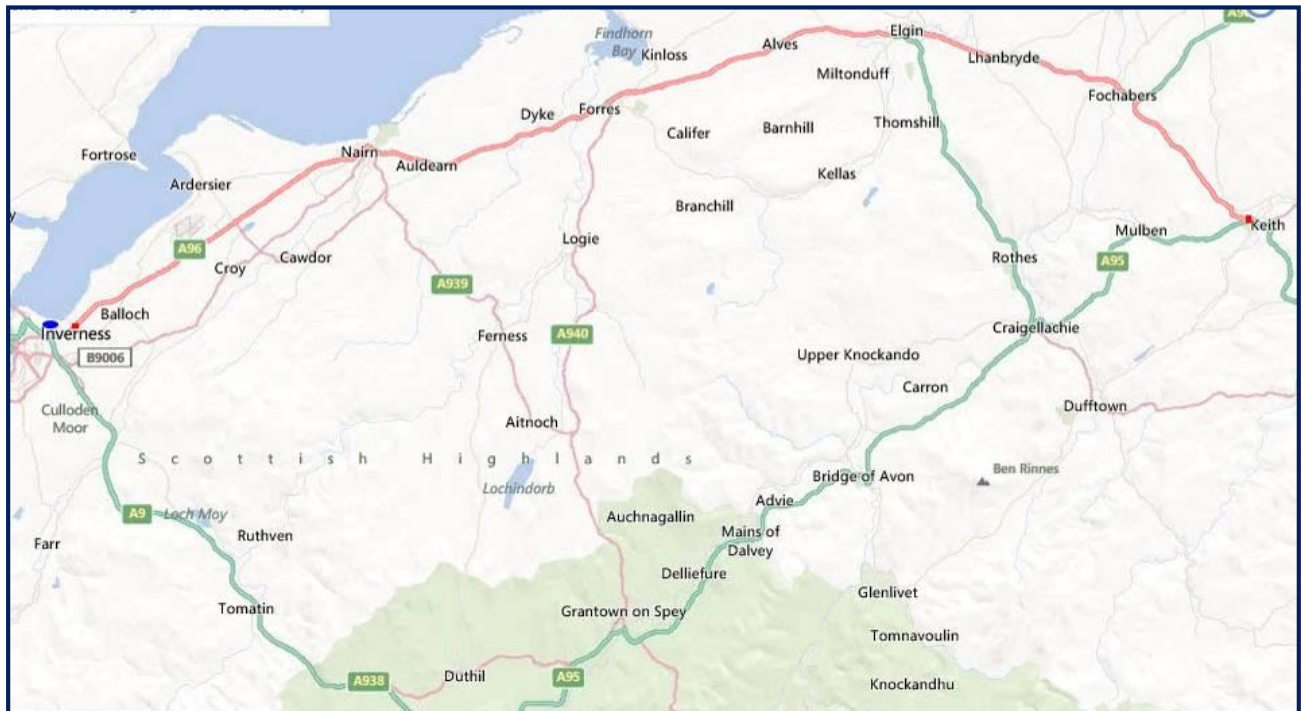 Findhorn
Bay
Kinloss
Alves
Elgin
Lhanbryde
Miltonduff
Fochabers
Dyke
Forres
Califer
Barnhill
Thomshill
Nairn
Auldearn
Fortrose
Ardersier
Kellas
Branchill
Mulben
Keith
Logie
A96
Croy
Cawdor
Rothes
A95
A939
Balloch
Inverness
B9006
Ferness
A940
Craigellachie
Upper Knockando
Carron
Culloden
Moor
Dufftown
Aitnoch
Scottish Highlands
Lochindorb
Bridge of Avon
Ben Rinnes
Advie
A9
Loch Moy
Auchnagallin
Ruthven
Mains of
Dalvey
Farr
Delliefure
Glenlivet
Tomatin
Grantown on Spey
Tomnavoulin
Duthil
A938
A95
Knockandhu